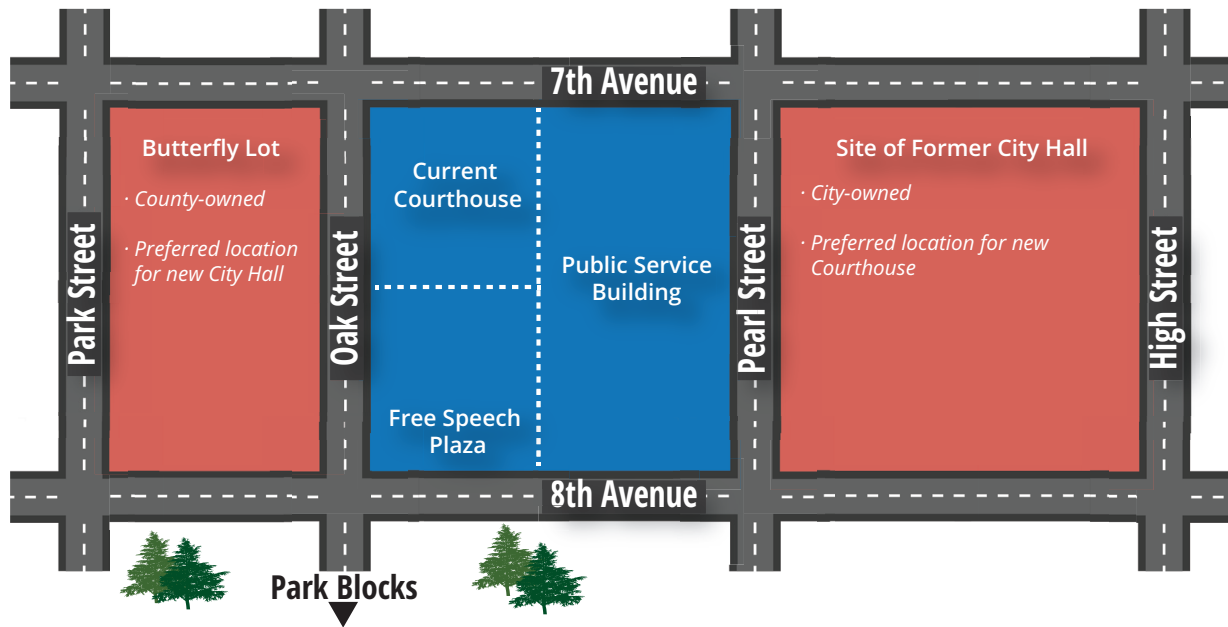 7th Avenue
Butterfly Lot
· County-owned
· Preferred location
for new City Hall
Current
Courthouse
Public Service
Building
Free Speech
Plaza
Site of Former City Hall
· City-owned
· Preferred location for new
Courthouse
Park Street
Oak Street
Pearl Street
High Street
8th Avenue
Park Blocks